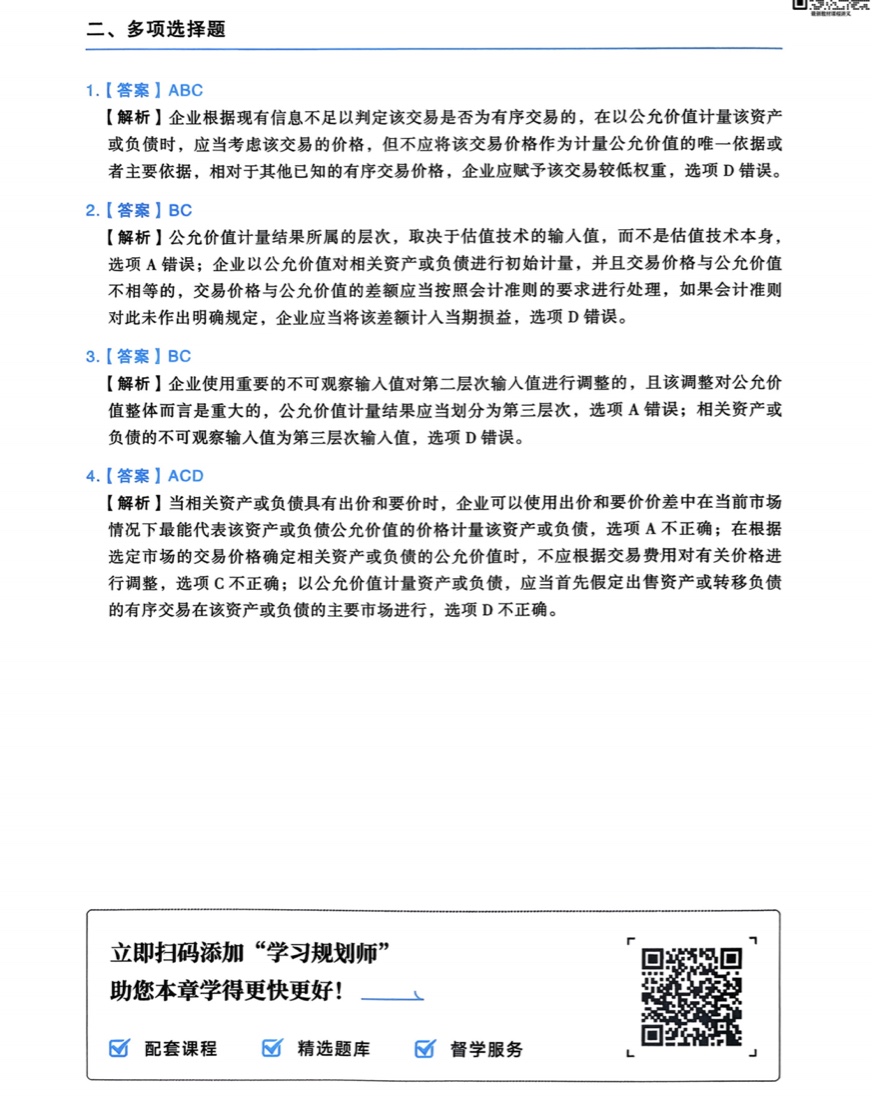 二、多项选择题
1.【答案】ABC
【解析】企业根据现有信息不足以判定该交易是否为有序交易的，在以公允价值计量该资产
或负债时，应当考虑该交易的价格，但不应将该交易价格作为计量公允价值的唯一依据或
者主要依据，相对于其他已知的有序交易价格，企业应赋予该交易较低权重，选项 D 错误。
2.【答案】BC
【解析】公允价值计量结果所属的层次，取决于估值技术的输入值，而不是估值技术本身，
选项 A 错误；企业以公允价值对相关资产或负债进行初始计量，并且交易价格与公允价值
不相等的，交易价格与公允价值的差额应当按照会计准则的要求进行处理，如果会计准则
对此未作出明确规定，企业应当将该差额计入当期损益，选项 D 错误。
3.【答案】BC
【解析】企业使用重要的不可观察输入值对第二层次输入值进行调整的，且该调整对公允价
值整体而言是重大的，公允价值计量结果应当划分为第三层次，选项 A 错误；相关资产或
负债的不可观察输入值为第三层次输入值，选项 D 错误。
4.【答案】ACD
【解析】当相关资产或负债具有出价和要价时，企业可以使用出价和要价价差中在当前市场
情况下最能代表该资产或负债公允价值的价格计量该资产或负债，选项 A 不正确；在根据
选定市场的交易价格确定相关资产或负债的公允价值时，不应根据交易费用对有关价格进
行调整，选项 C 不正确；以公允价值计量资产或负债，应当首先假定出售资产或转移负债
的有序交易在该资产或负债的主要市场进行，选项 D 不正确。
立即扫码添加“学习规划师”
助您本章学得更快更好！
配套课程 精选题库 督学服务